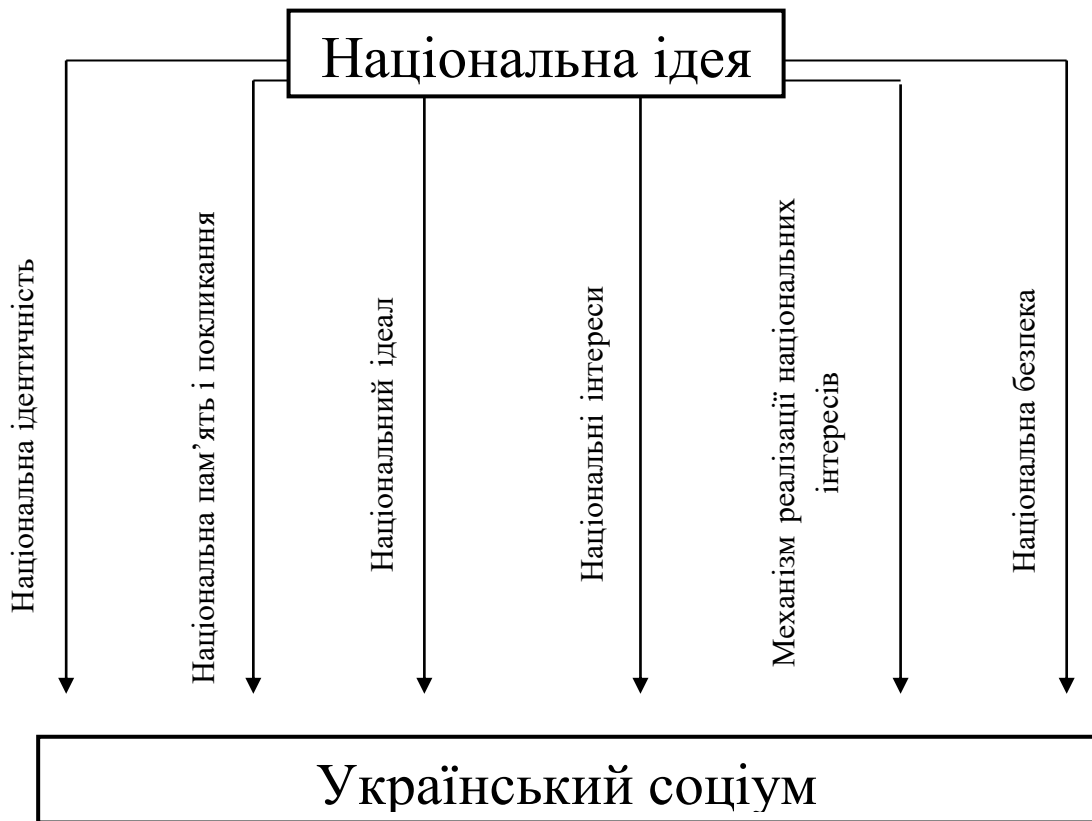 Національна ідея
Національна ідентичність
Національна пам’ять і покликання
Національний ідеал
Національні інтереси
Механізм реалізації національних
інтересів
Національна безпека
Український соціум